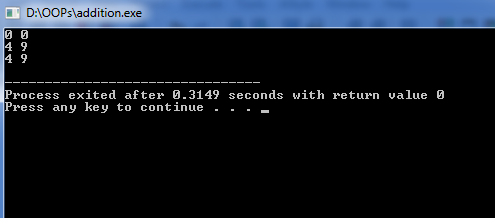 D:\OOPs\addition.exe
0 0
4 9
4 9
--------------------------------
Process exited after 0.3149 seconds with return value 0
Press any key to continue . . .